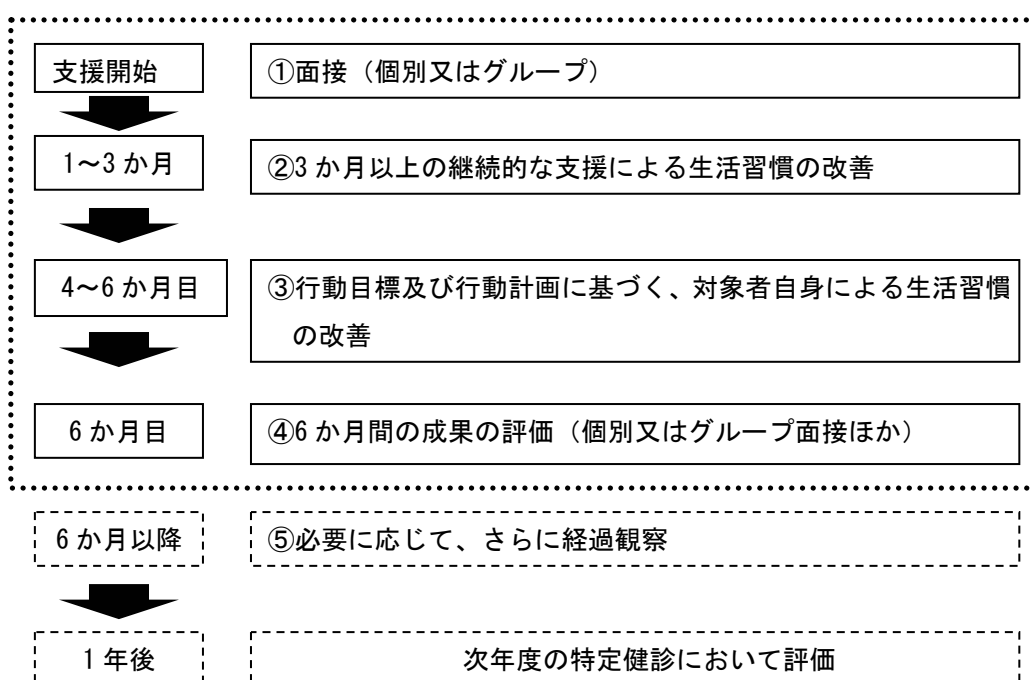 支援開始
①面接（個別又はグループ）
1～3か月
②3か月以上の継続的な支援による生活習慣の改善
4～6か月目
③行動目標及び行動計画に基づく、対象者自身による生活習慣
の改善
6か月目
④6か月間の成果の評価（個別又はグループ面接ほか）
6か月以降
⑤必要に応じて、さらに経過観察
1年後
次年度の特定健診において評価